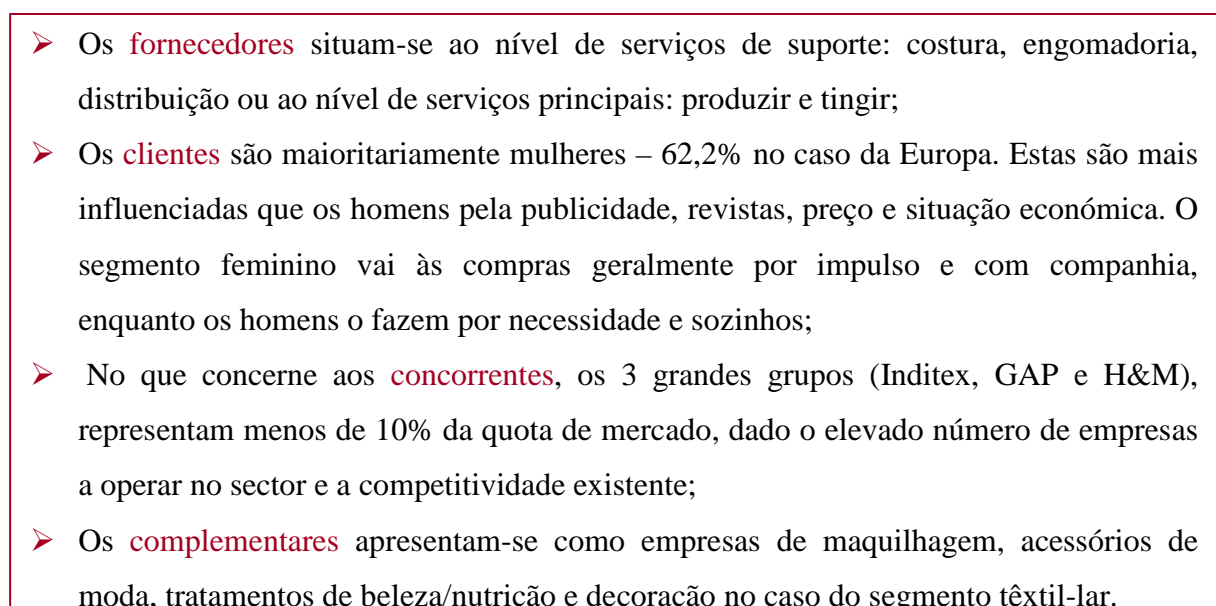 ➢ Os fornecedores situam-se ao nível de serviços de suporte: costura, engomadoria,
distribuição ou ao nível de serviços principais: produzir e tingir;
➢ Os clientes são maioritariamente mulheres – 62,2% no caso da Europa. Estas são mais
influenciadas que os homens pela publicidade, revistas, preço e situação económica. O
segmento feminino vai às compras geralmente por impulso e com companhia,
enquanto os homens o fazem por necessidade e sozinhos;
➢ No que concerne aos concorrentes, os 3 grandes grupos (Inditex, GAP e H&M),
representam menos de 10% da quota de mercado, dado o elevado número de empresas
a operar no sector e a competitividade existente;
➢ Os complementares apresentam-se como empresas de maquilhagem, acessórios de
moda, tratamentos de beleza/nutrição e decoração no caso do segmento têxtil-lar.